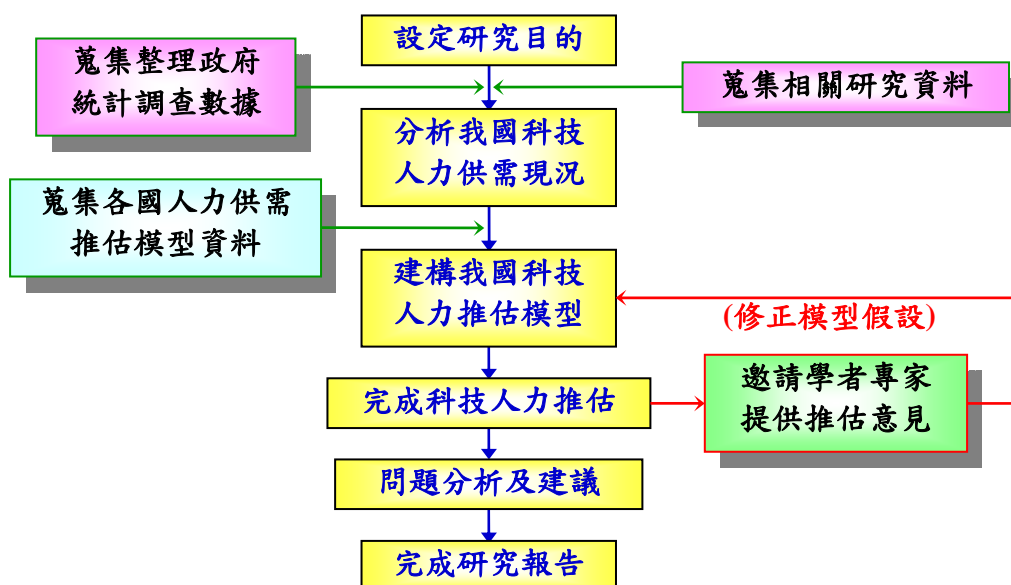 設定研究目的
蒐集整理政府
統計調查數據
蒐集相關研究資料
分析我國科技
人力供需現況
蒐集各國人力供需
推估模型資料
建構我國科技
人力推估模型
(修正模型假設)
完成科技人力推估
邀請學者專家
提供推估意見
問題分析及建議
完成研究報告